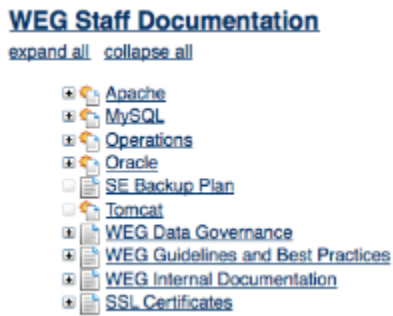 WEG Staff Documentation
expand all collapse all
Apache
MySQL
Operations
Oracle
SE Backup Plan
Tomcat
WEG Data Governance
WEG Guidelines and Best Practices
WEG Internal Documentation
SSL Certificates